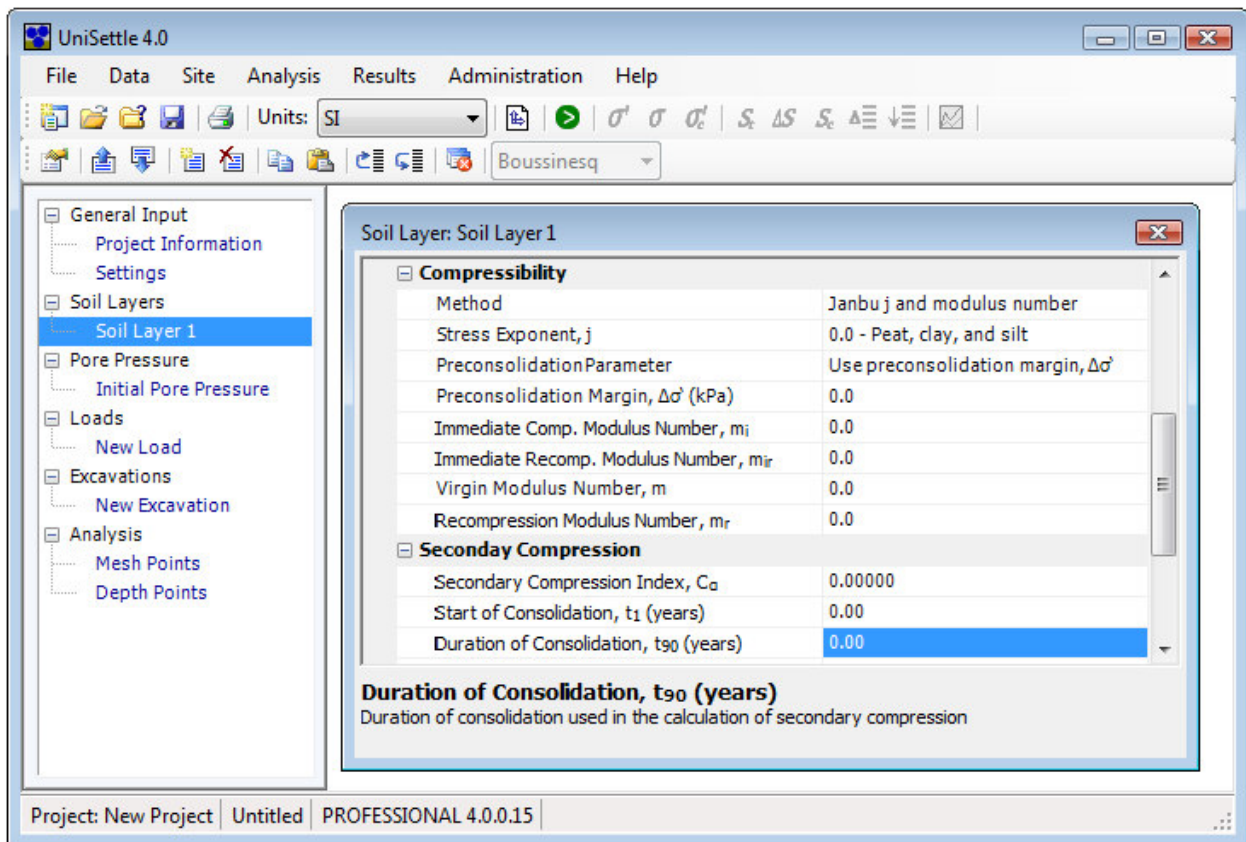 UniSettle 4.0
File Data Site Analysis Results Administration Help
Units: SI σ' σ σ'c St ΔS Sc
Boussinesq
General Input
Project Information
Settings
Soil Layers
Soil Layer 1
Pore Pressure
Initial Pore Pressure
Loads
New Load
Excavations
New Excavation
Analysis
Mesh Points
Depth Points
Soil Layer: Soil Layer 1
Compressibility
Method Janbu j and modulus number
Stress Exponent, j 0.0 - Peat, clay, and silt
Preconsolidation Parameter Use preconsolidation margin, Δσ'
Preconsolidation Margin, Δσ' (kPa) 0.0
Immediate Comp. Modulus Number, mi 0.0
Immediate Recomp. Modulus Number, mir 0.0
Virgin Modulus Number, m 0.0
Recompression Modulus Number, mr 0.0
Seconday Compression
Secondary Compression Index, Cα 0.00000
Start of Consolidation, t1 (years) 0.00
Duration of Consolidation, t90 (years) 0.00
Duration of Consolidation, t90 (years)
Duration of consolidation used in the calculation of secondary compression
Project: New Project Untitled PROFESSIONAL 4.0.0.15